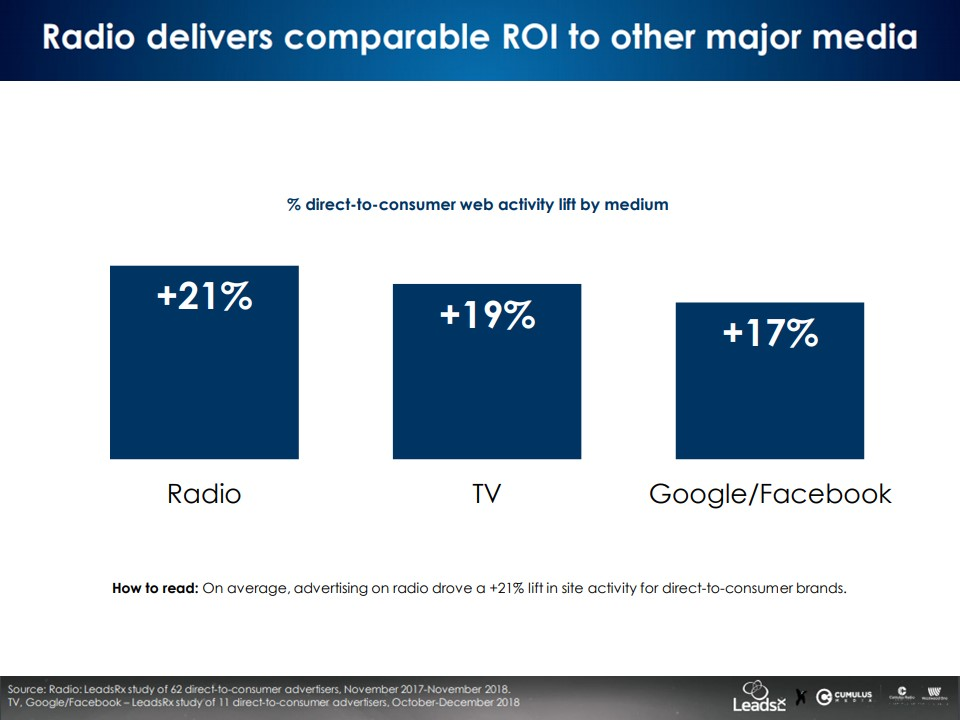 Radio delivers comparable ROI to other major media
% direct-to-consumer web activity lift by medium
+21%
+19%
+17%
Radio
TV
Google/Facebook
How to read: On average, advertising on radio drove a +21% lift in site activity for direct-to-consumer brands.
Source: Radio: LeadsRx study of 62 direct-to-consumer advertisers, November 2017-November 2018.
TV, Google/Facebook – LeadsRx study of 11 direct-to-consumer advertisers, October-December 2018
LeadsRx
CUMULUS
MEDIA